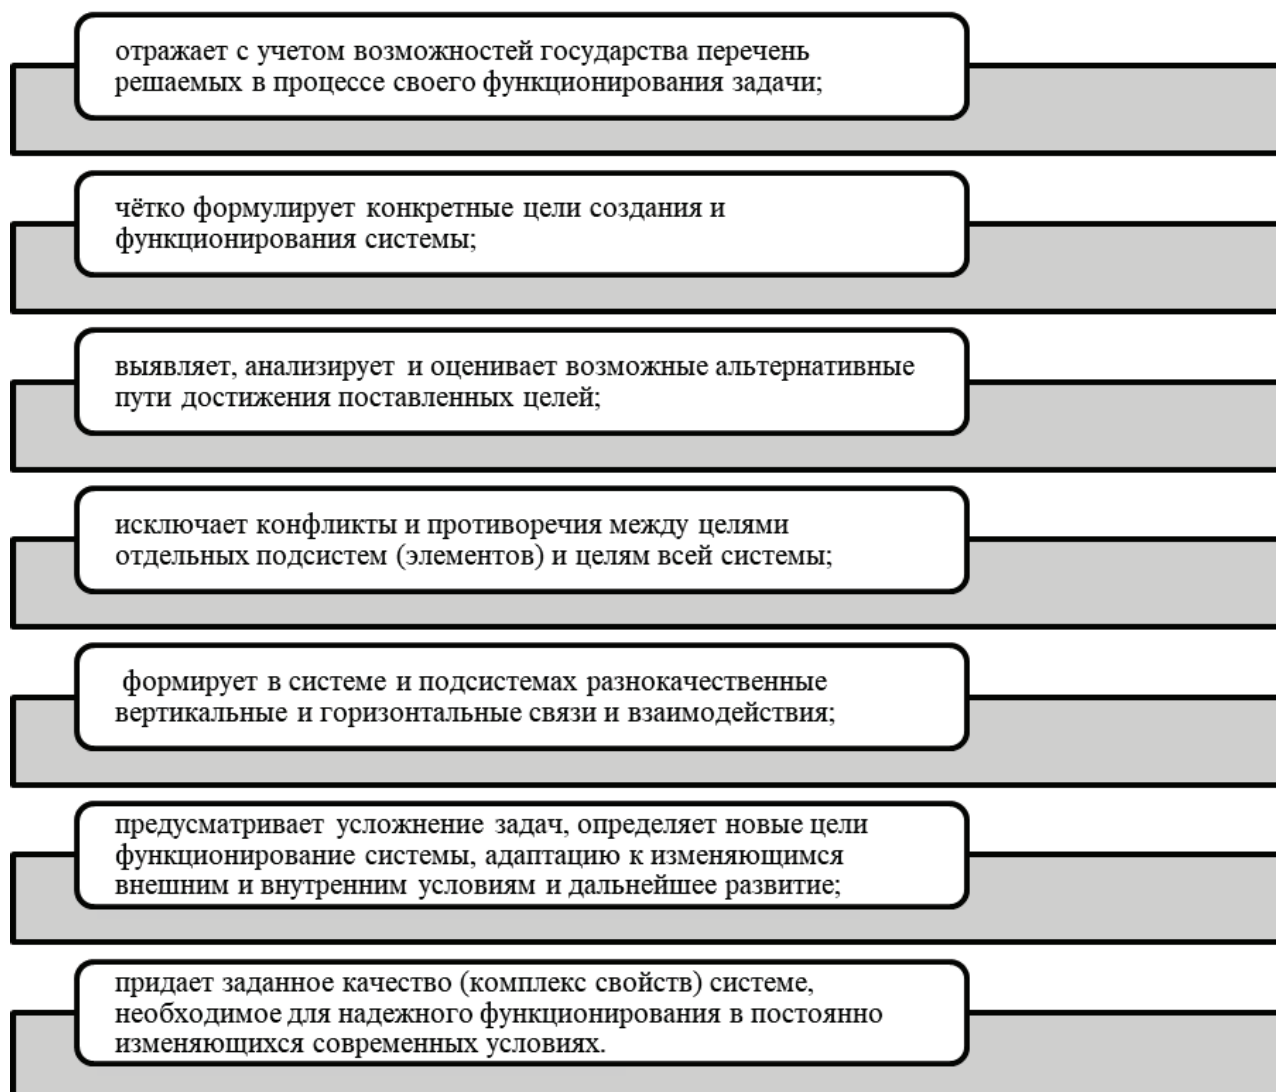 отражает с учетом возможностей государства перечень
решаемых в процессе своего функционирования задачи;
чётко формулирует конкретные цели создания и
функционирования системы;
выявляет, анализирует и оценивает возможные альтернативные
пути достижения поставленных целей;
исключает конфликты и противоречия между целями
отдельных подсистем (элементов) и целям всей системы;
формирует в системе и подсистемах разнокачественные
вертикальные и горизонтальные связи и взаимодействия;
предусматривает усложнение задач, определяет новые цели
функционирование системы, адаптацию к изменяющимся
внешним и внутренним условиям и дальнейшее развитие;
придает заданное качество (комплекс свойств) системе,
необходимое для надежного функционирования в постоянно
изменяющихся современных условиях.